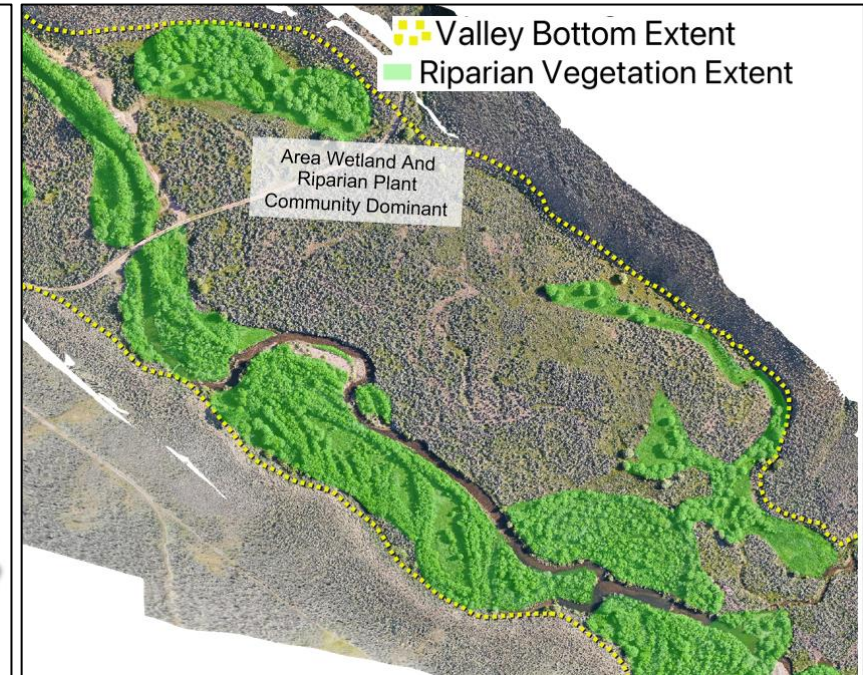 Valley Bottom Extent
Riparian Vegetation Extent
Area Wetland And
Riparian Plant
Community Dominant